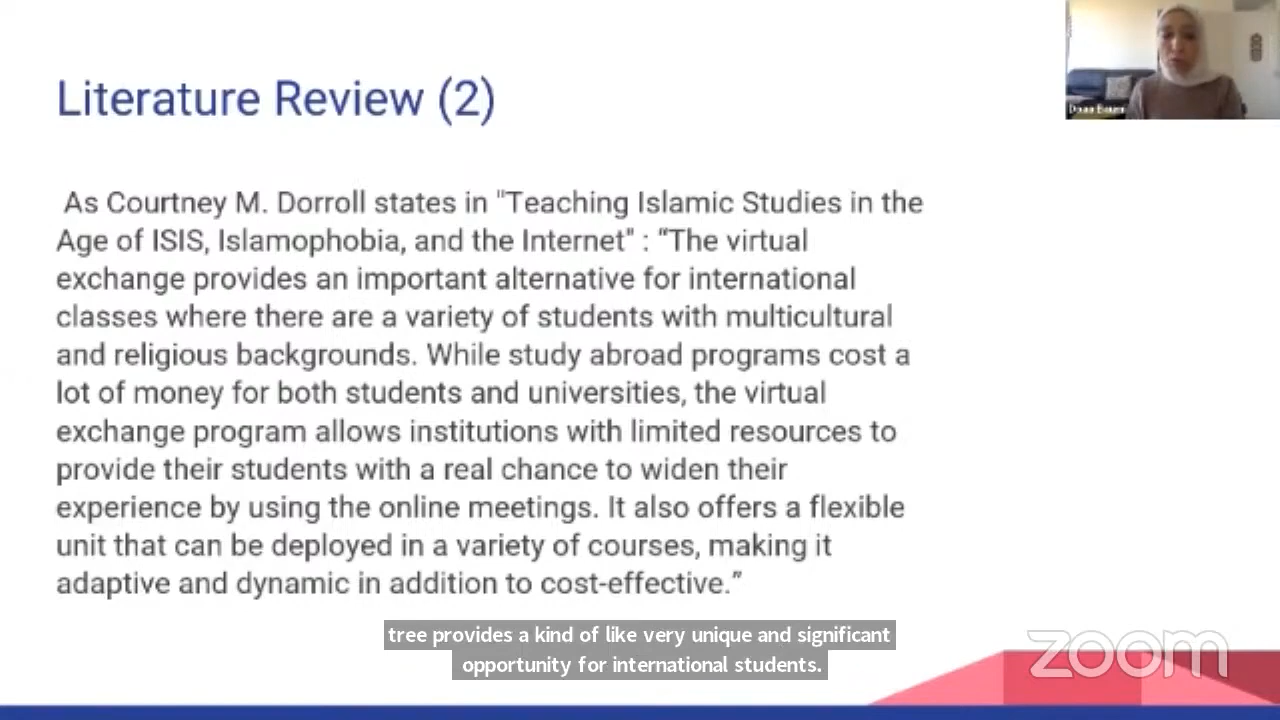 Literature Review (2)
As Courtney M. Dorroll states in "Teaching Islamic Studies in the
Age of ISIS, Islamophobia, and the Internet" : “The virtual
exchange provides an important alternative for international
classes where there are a variety of students with multicultural
and religious backgrounds. While study abroad programs cost a
lot of money for both students and universities, the virtual
exchange program allows institutions with limited resources to
provide their students with a real chance to widen their
experience by using the online meetings. It also offers a flexible
unit that can be deployed in a variety of courses, making it
adaptive and dynamic in addition to cost-effective.”
tree provides a kind of like very unique and significant
opportunity for international students.
zoom